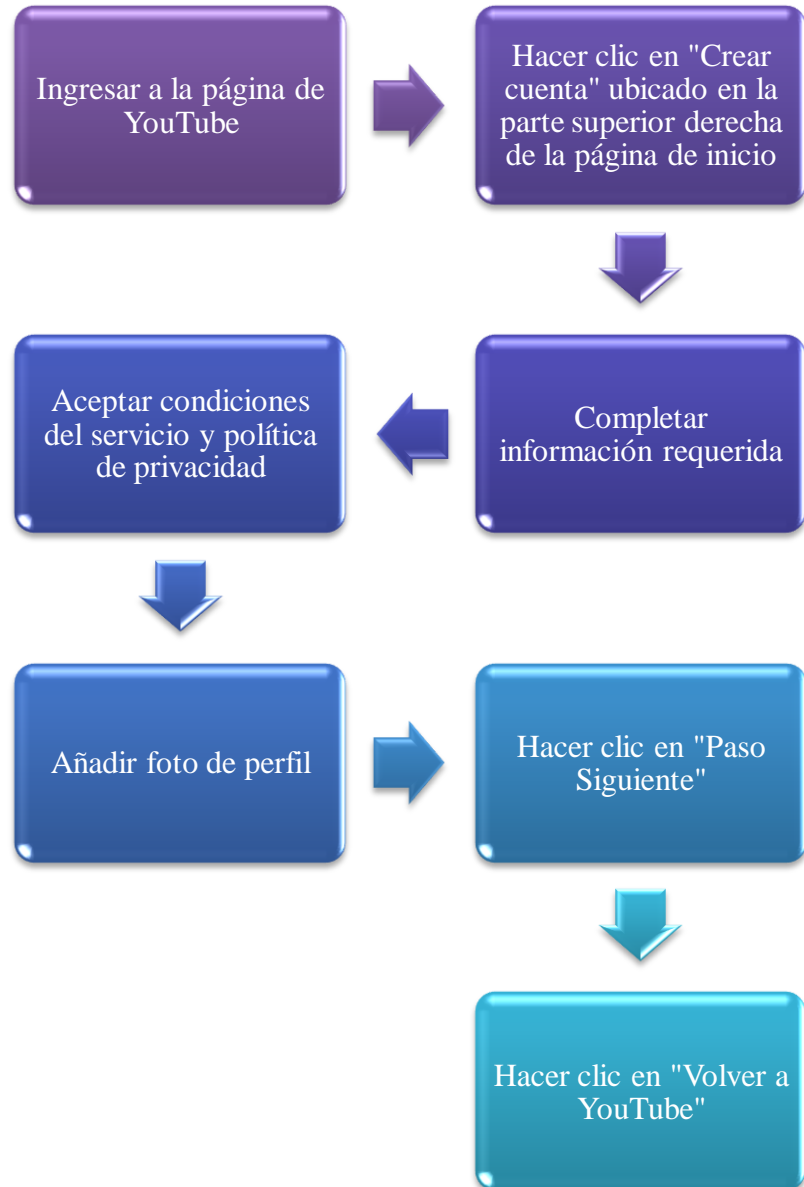 Ingresar a la página de
YouTube
Hacer clic en "Crear
cuenta" ubicado en la
parte superior derecha
de la página de inicio
Completar
información requerida
Aceptar condiciones
del servicio y política
de privacidad
Añadir foto de perfil
Hacer clic en "Paso
Siguiente"
Hacer clic en "Volver a
YouTube"